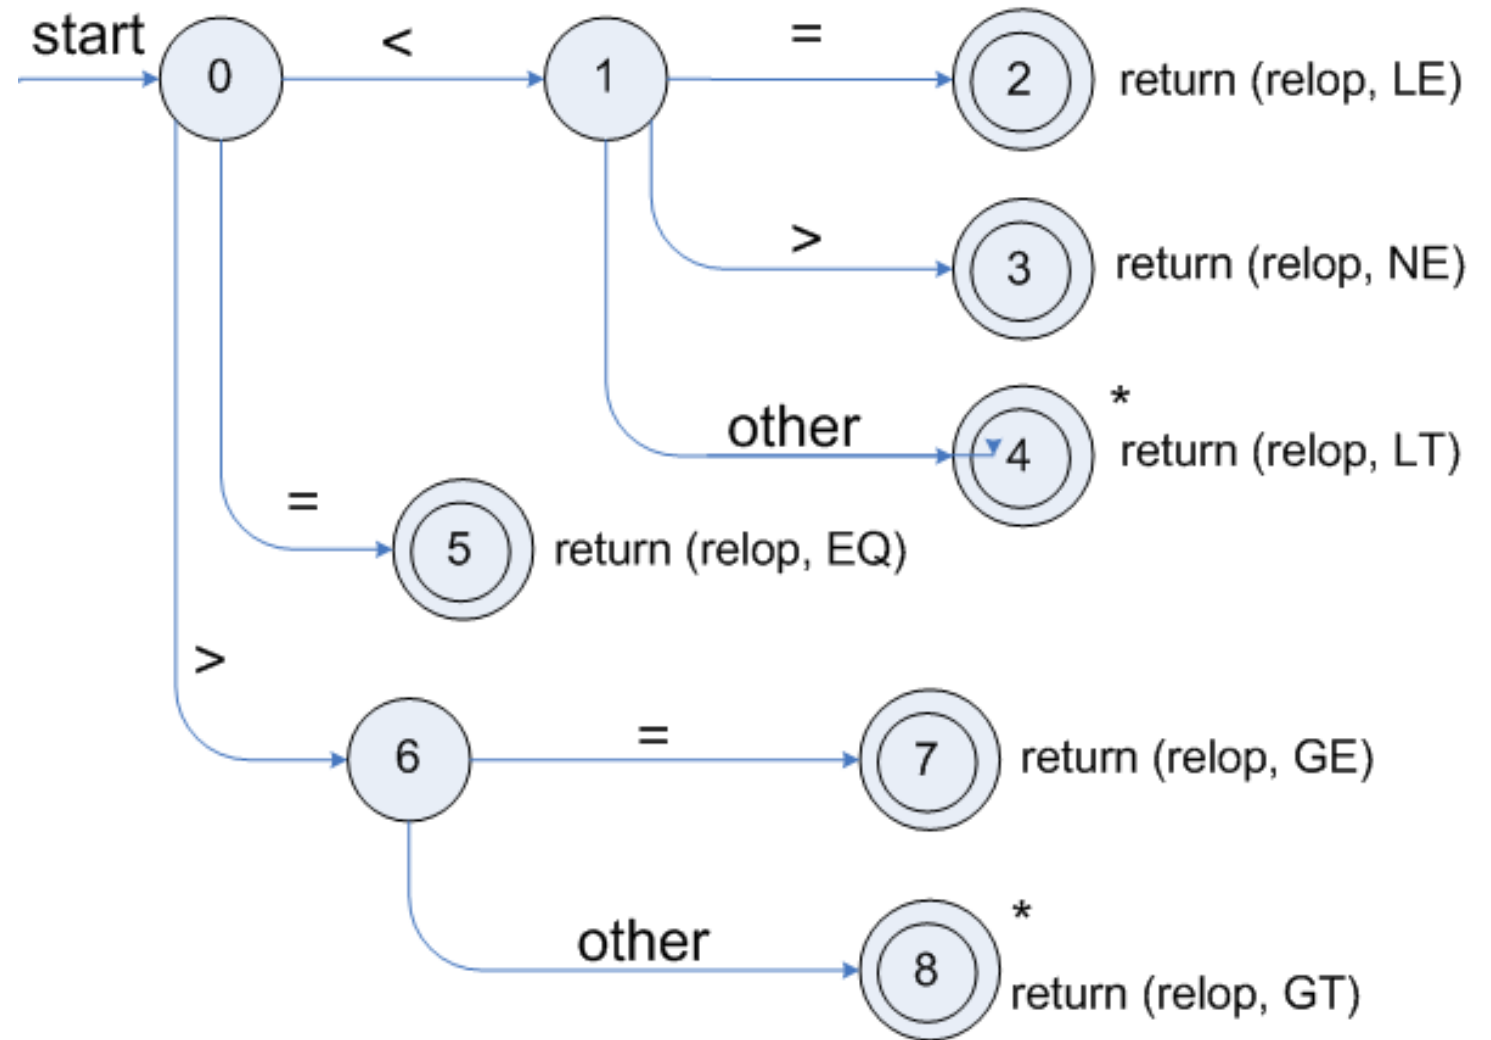 start
0
<
1
=
2
return (relop, LE)
>
3
return (relop, NE)
other
4
*
return (relop, LT)
=
5
return (relop, EQ)
>
6
=
7
return (relop, GE)
other
8
*
return (relop, GT)